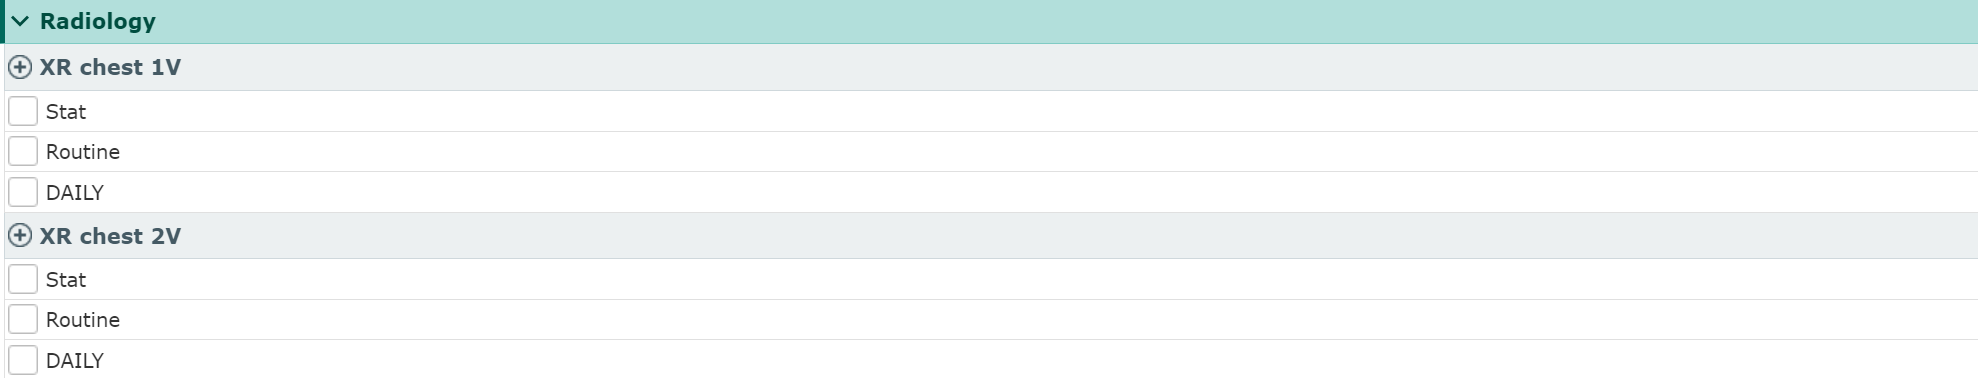 Radiology
XR chest 1V
Stat
Routine
DAILY
XR chest 2V
Stat
Routine
DAILY